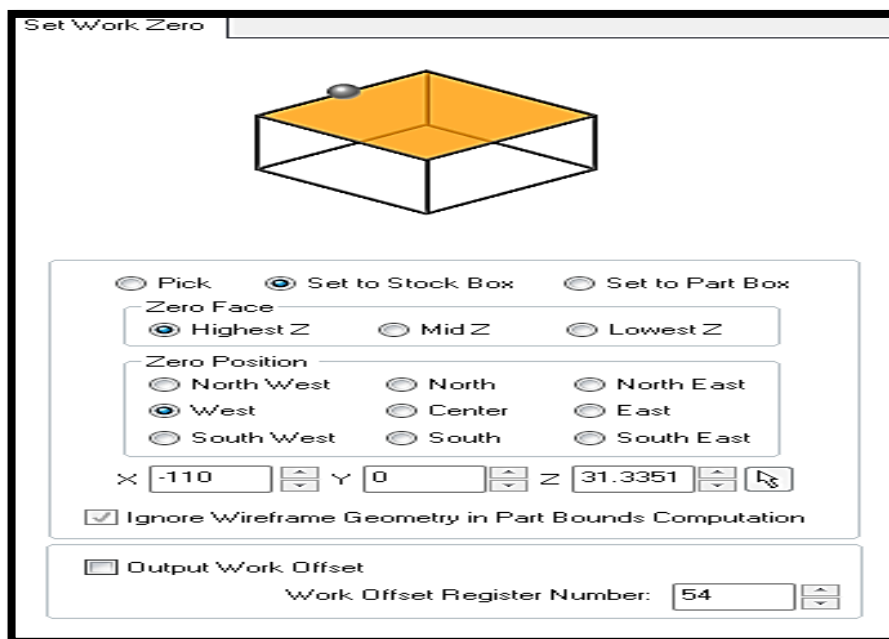 Set Work Zero
Pick Set to Stock Box Set to Part Box
Zero Face
Highest Z Mid Z Lowest Z
Zero Position
North West North North East
West Center East
South West South South East
X -110 Y 0 Z 31.3351
Ignore Wireframe Geometry in Part Bounds Computation
Output Work Offset
Work Offset Register Number: 54